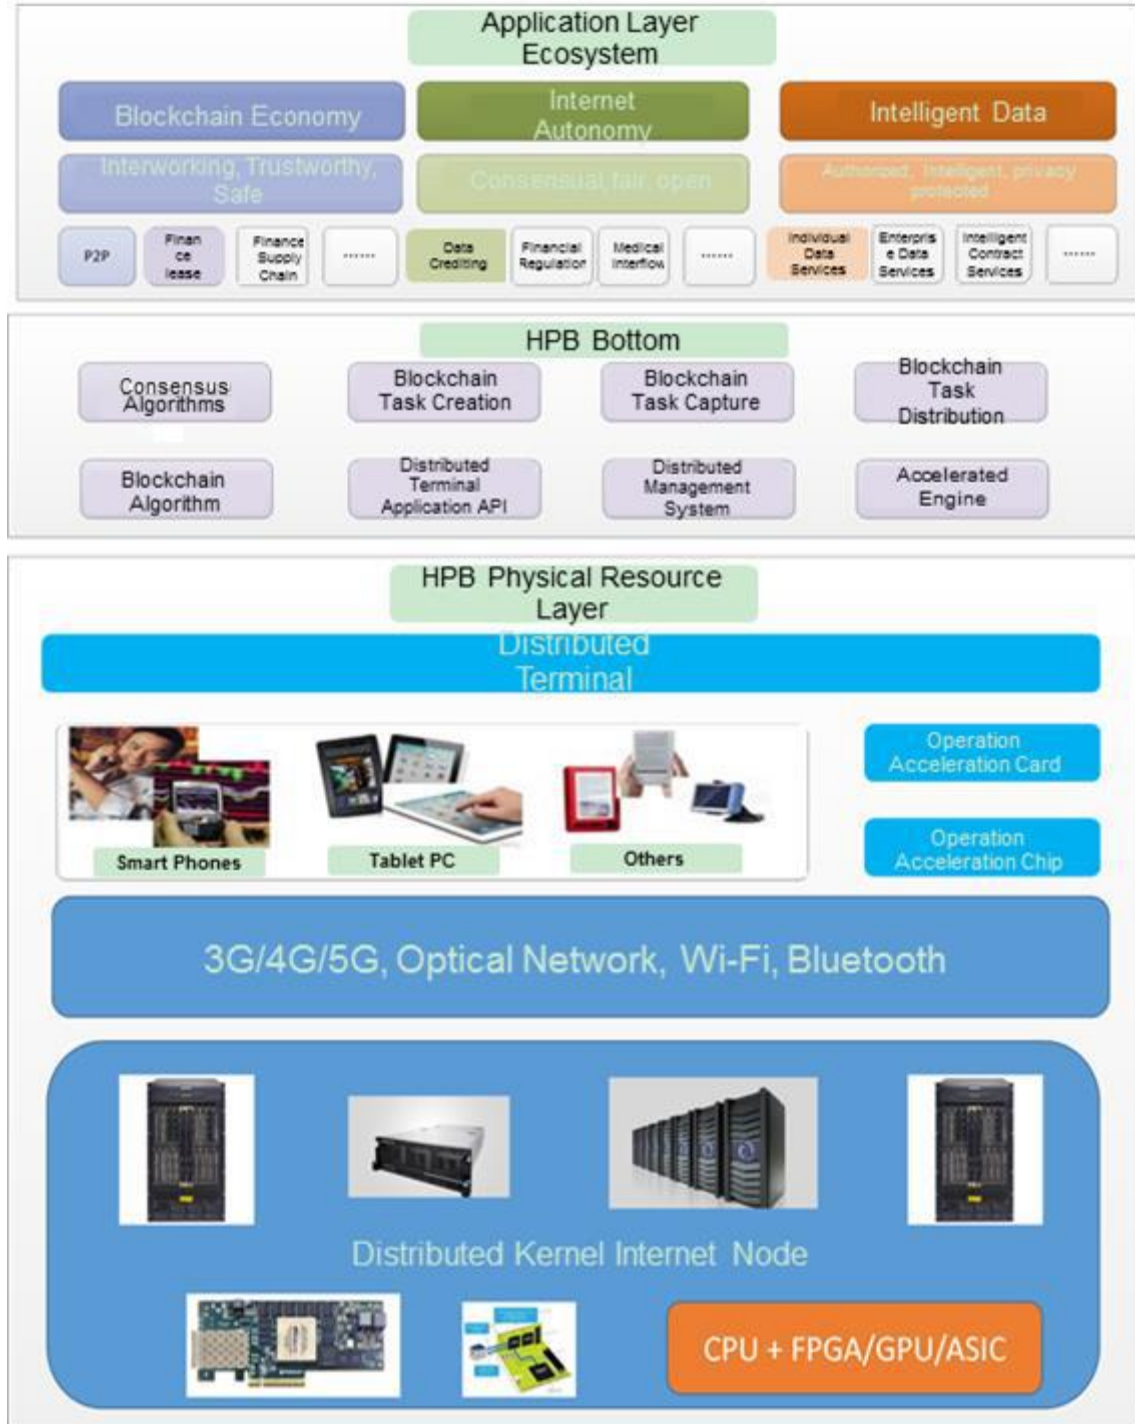 Application Layer
Ecosystem
Blockchain Economy
Internet
Autonomy
Intelligent Data
Interworking, Trustworthy,
Safe
Consensual, fair, open
Authorized, Intelligent, privacy
protected
P2P
Finan
ce
lease
Finance
Supply
Chain
......
Data
Crediting
Financial
Regulation
Medical
Interflow
......
Individual
Data
Services
Enterpris
e Data
Services
Intelligent
Contract
Services
......
HPB Bottom
Consensus
Algorithms
Blockchain
Task Creation
Blockchain
Task Capture
Blockchain
Task
Distribution
Blockchain
Algorithm
Distributed
Terminal
Application API
Distributed
Management
System
Accelerated
Engine
HPB Physical Resource
Layer
Distributed
Terminal
Operation
Acceleration Card
Smart Phones
Tablet PC
Others
Operation
Acceleration Chip
3G/4G/5G, Optical Network, Wi-Fi, Bluetooth
Distributed Kernel Internet Node
CPU + FPGA/GPU/ASIC